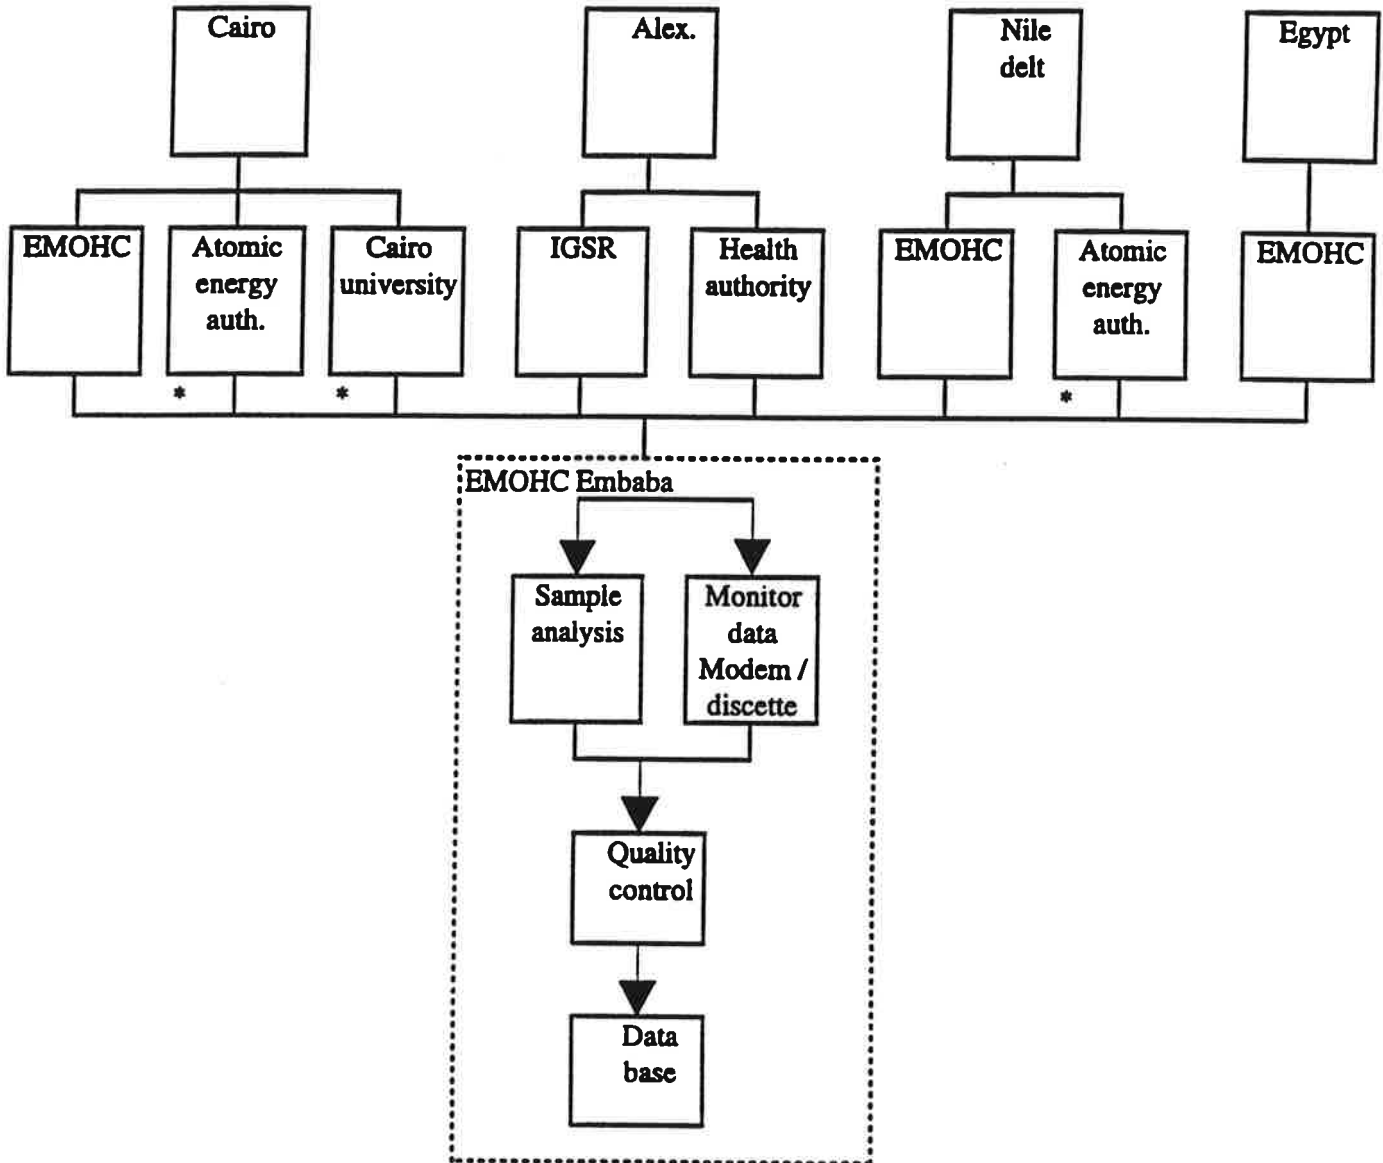 Cairo
Alex.
Nile
delt
Egypt
EMOHC
Atomic
energy
auth.
Cairo
university
IGSR
Health
authority
EMOHC
Atomic
energy
auth.
EMOHC
*
*
*
EMOHC Embaba
Sample
analysis
Monitor
data
Modem /
discette
Quality
control
Data
base